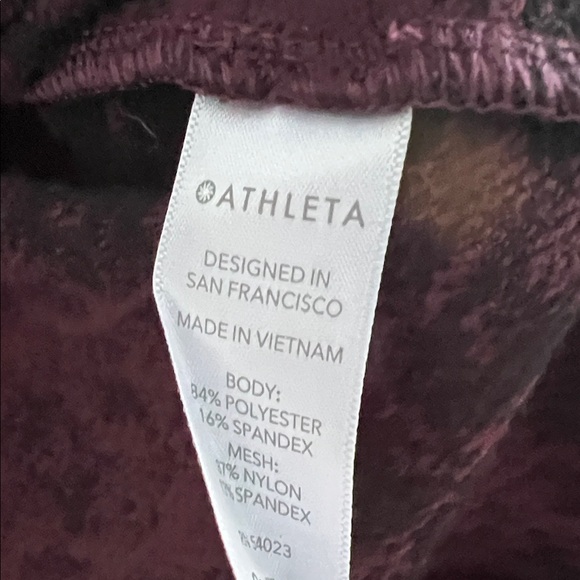 ATHLETA
DESIGNED IN
SAN FRANCISCO
MADE IN VIETNAM
BODY:
84% POLYESTER
16% SPANDEX
MESH:
NYLON
SPANDEX